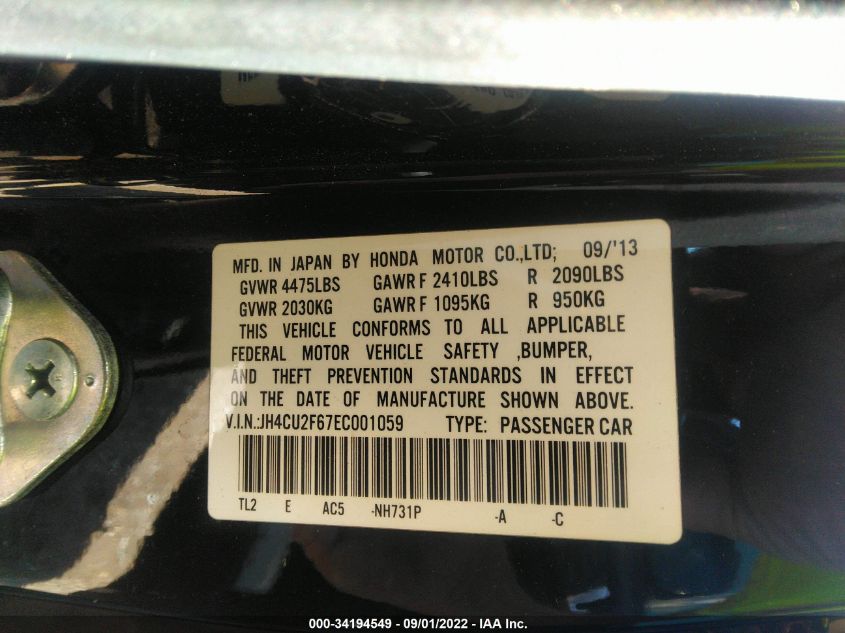 MFD. IN JAPAN BY HONDA MOTOR CO.,LTD; 09/'13
GVWR 4475LBS GAWR F 2410LBS R 2090LBS
GVWR 2030KG GAWR F 1095KG R 950KG
THIS VEHICLE CONFORMS TO ALL APPLICABLE
FEDERAL MOTOR VEHICLE SAFETY ,BUMPER,
AND THEFT PREVENTION STANDARDS IN EFFECT
ON THE DATE OF MANUFACTURE SHOWN ABOVE.
V.I.N.:JH4CU2F67EC001059 TYPE: PASSENGER CAR
TL2 E AC5 -NH731P -A -C
000-34194549 - 09/01/2022 - IAA Inc.